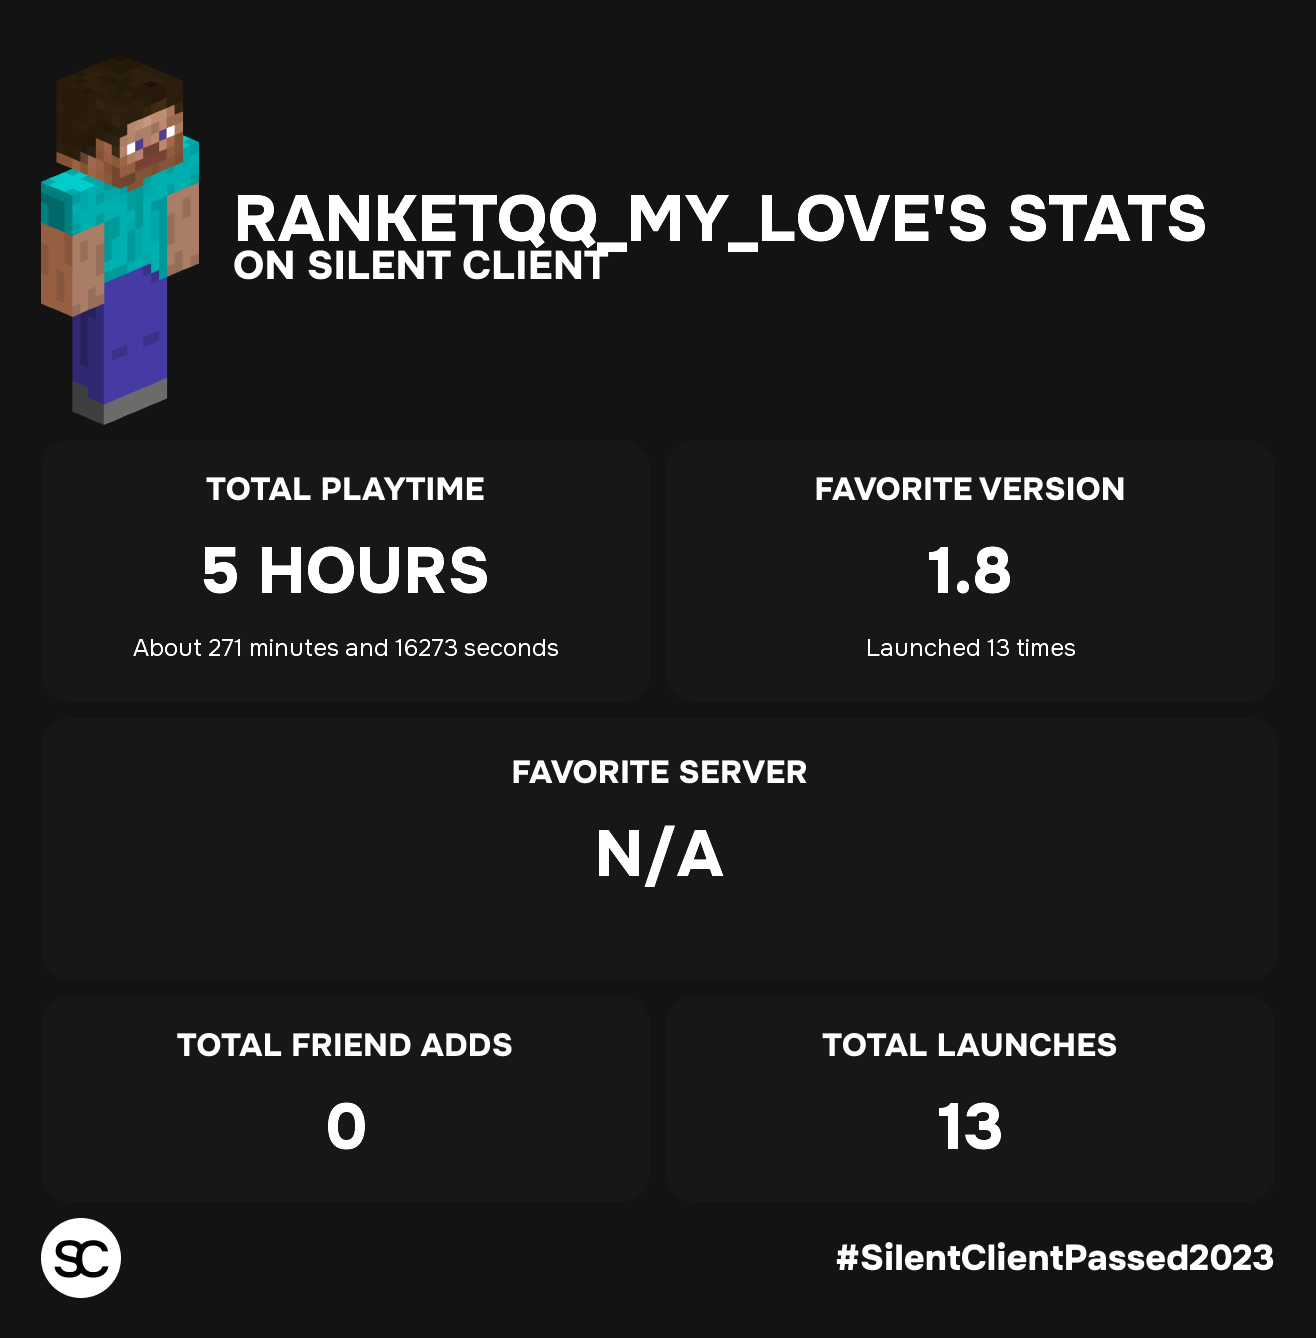 RANKETQQ_MY_LOVE'S STATS
ON SILENT CLIENT
TOTAL PLAYTIME
5 HOURS
About 271 minutes and 16273 seconds
FAVORITE VERSION
1.8
Launched 13 times
FAVORITE SERVER
N/A
TOTAL FRIEND ADDS
0
TOTAL LAUNCHES
13
SC
#SilentClientPassed2023